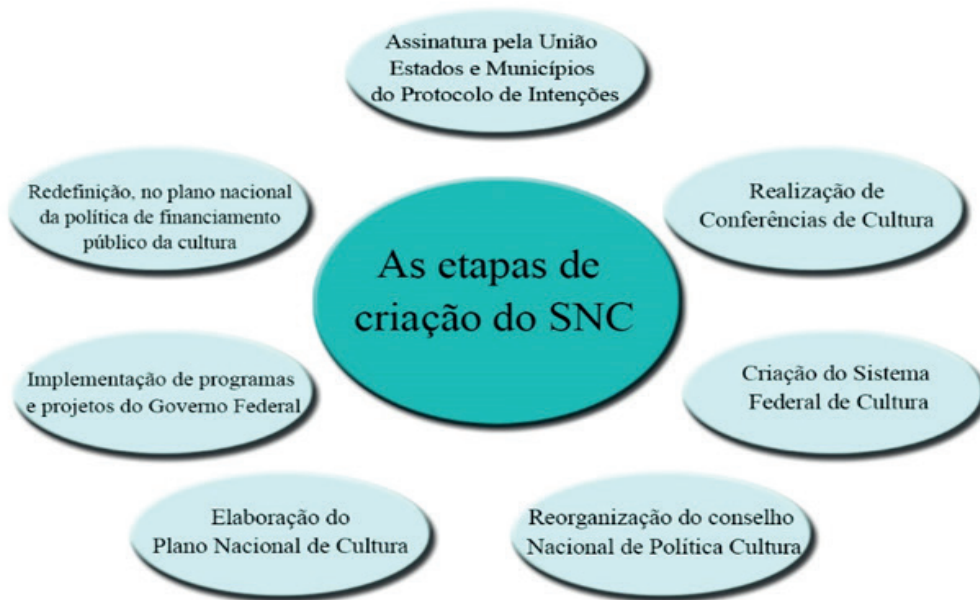 Assinatura pela União
Estados e Municípios
do Protocolo de Intenções
Redefinição, no plano nacional
da política de financiamento
público da cultura
Realização de
Conferências de Cultura
As etapas de
criação do SNC
Implementação de programas
e projetos do Governo Federal
Criação do Sistema
Federal de Cultura
Elaboração do
Plano Nacional de Cultura
Reorganização do conselho
Nacional de Política Cultura